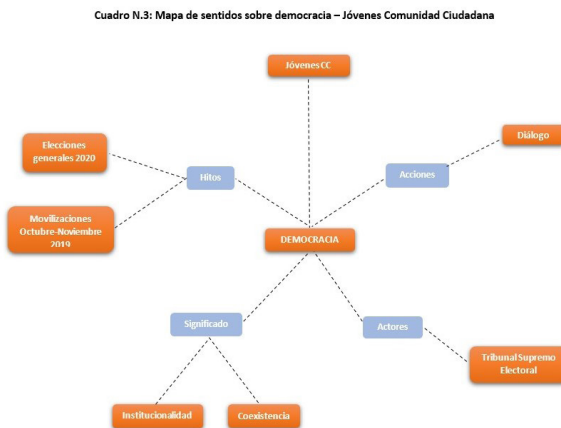 Cuadro N.3: Mapa de sentidos sobre democracia – Jóvenes Comunidad Ciudadana
Jóvenes CC
Elecciones
generales 2020
Diálogo
Hitos
Acciones
Movilizaciones
Octubre-Noviembre
2019
DEMOCRACIA
Significado
Actores
Tribunal Supremo
Electoral
Institucionalidad
Coexistencia